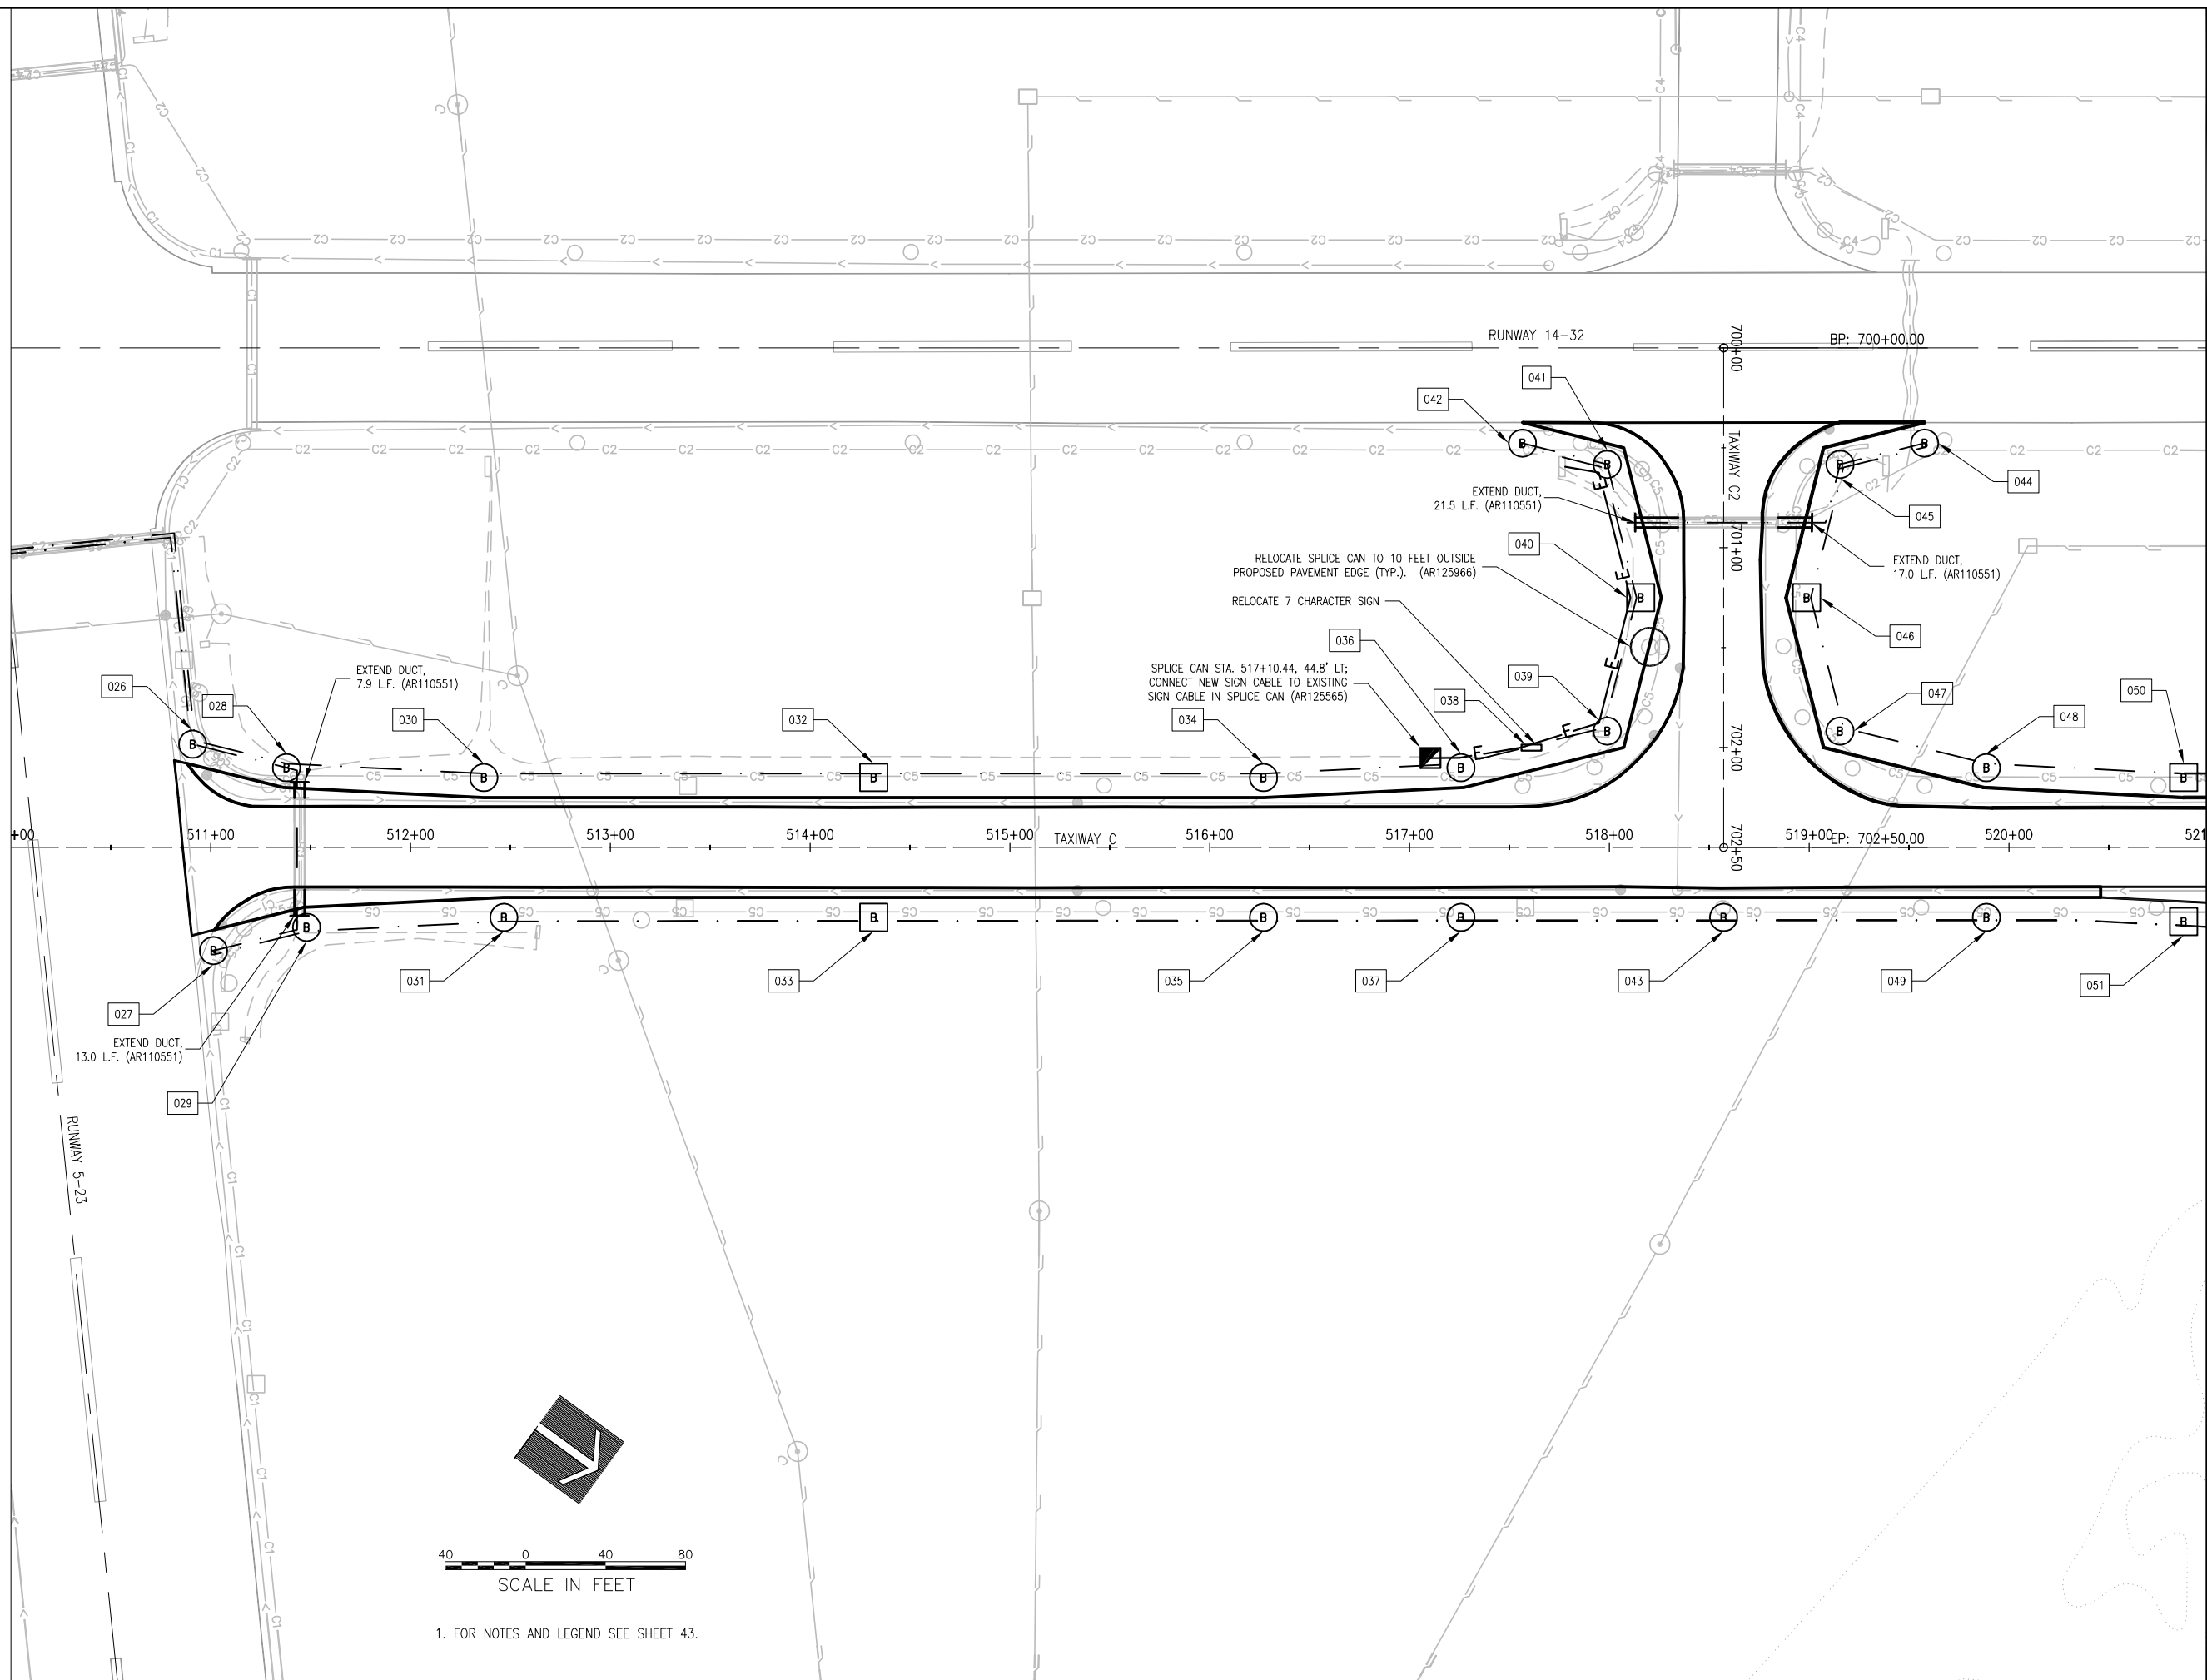 RUNWAY 14-32
BP: 700+00.00
700+00
TAXIWAY C2
701+00
702+00
702+50
041
042
044
045
EXTEND DUCT,
21.5 L.F. (AR110551)
040
EXTEND DUCT,
17.0 L.F. (AR110551)
RELOCATE SPLICE CAN TO 10 FEET OUTSIDE
PROPOSED PAVEMENT EDGE (TYP.). (AR125966)
RELOCATE 7 CHARACTER SIGN
046
036
SPLICE CAN STA. 517+10.44, 44.8' LT;
CONNECT NEW SIGN CABLE TO EXISTING
SIGN CABLE IN SPLICE CAN (AR125565)
038
039
047
048
050
026
028
EXTEND DUCT,
7.9 L.F. (AR110551)
030
032
034
+00
511+00
512+00
513+00
514+00
515+00
516+00
517+00
518+00
519+00
520+00
521
TAXIWAY C
EP: 702+50.00
027
EXTEND DUCT,
13.0 L.F. (AR110551)
029
031
033
035
037
043
049
051
RUNWAY 5-23
40 0 40 80
SCALE IN FEET
1. FOR NOTES AND LEGEND SEE SHEET 43.